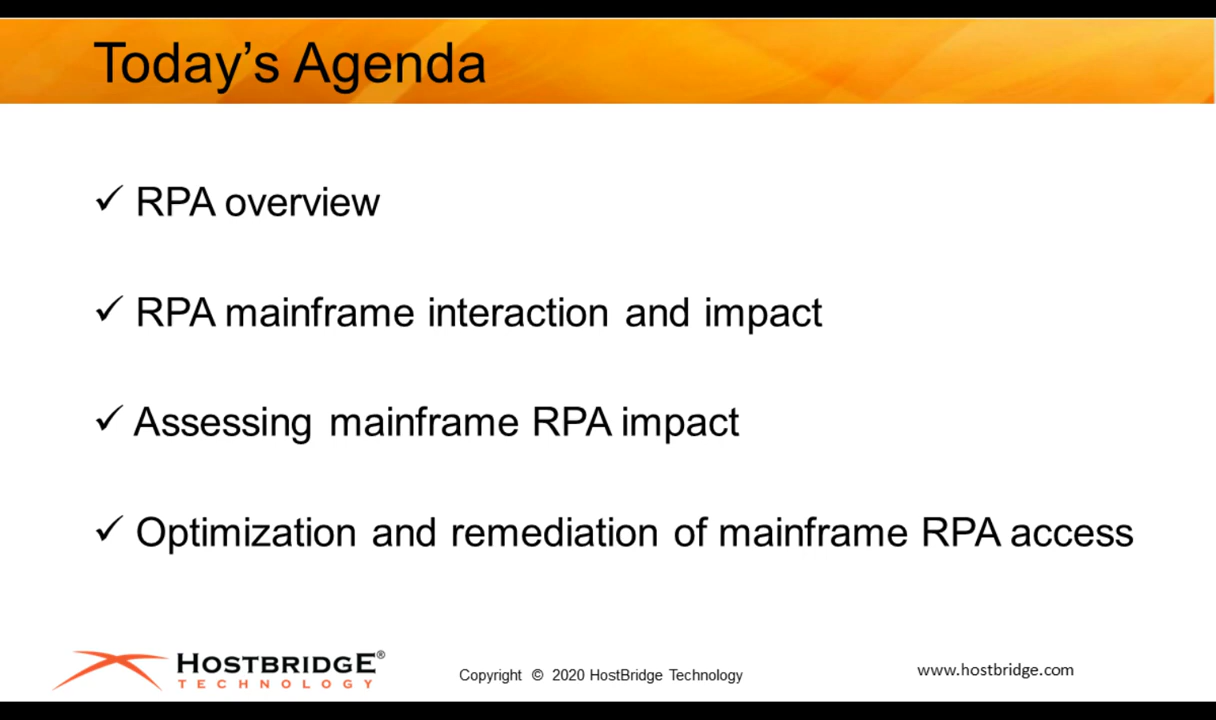 Today’s Agenda
✓ RPA overview
✓ RPA mainframe interaction and impact
✓ Assessing mainframe RPA impact
✓ Optimization and remediation of mainframe RPA access
HOSTBRIDGE®
TECHNOLOGY
Copyright © 2020 HostBridge Technology
www.hostbridge.com